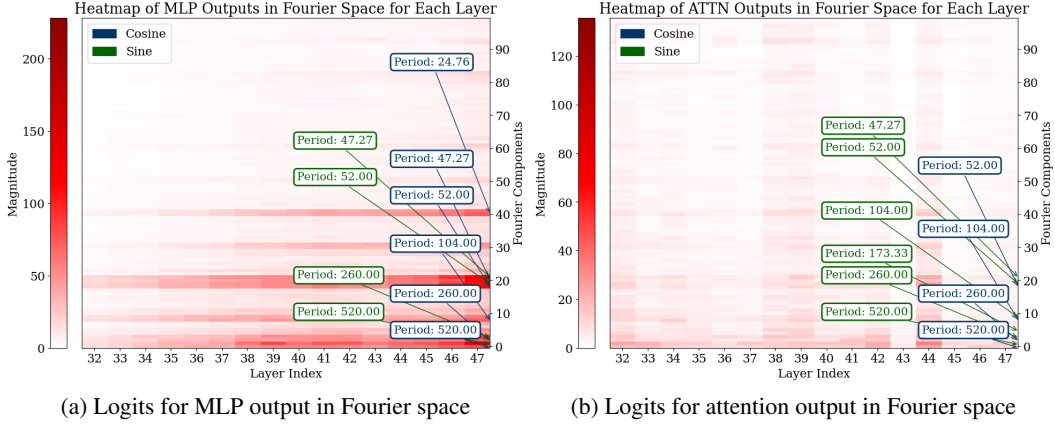 Heatmap of MLP Outputs in Fourier Space for Each Layer
Cosine
Sine
Magnitude
200
150
100
50
0
Period: 24.76
Period: 47.27
Period: 47.27
Period: 52.00
Period: 52.00
Period: 104.00
Period: 260.00
Period: 260.00
Period: 520.00
Period: 520.00
90
80
70
60
50
40
30
20
10
0
Fourier Components
32 33 34 35 36 37 38 39 40 41 42 43 44 45 46 47
Layer Index
(a) Logits for MLP output in Fourier space
Heatmap of ATTN Outputs in Fourier Space for Each Layer
Cosine
Sine
Magnitude
120
100
80
60
40
20
0
Period: 47.27
Period: 52.00
Period: 52.00
Period: 104.00
Period: 104.00
Period: 173.33
Period: 260.00
Period: 260.00
Period: 520.00
Period: 520.00
90
80
70
60
50
40
30
20
10
0
Fourier Components
32 33 34 35 36 37 38 39 40 41 42 43 44 45 46 47
Layer Index
(b) Logits for attention output in Fourier space